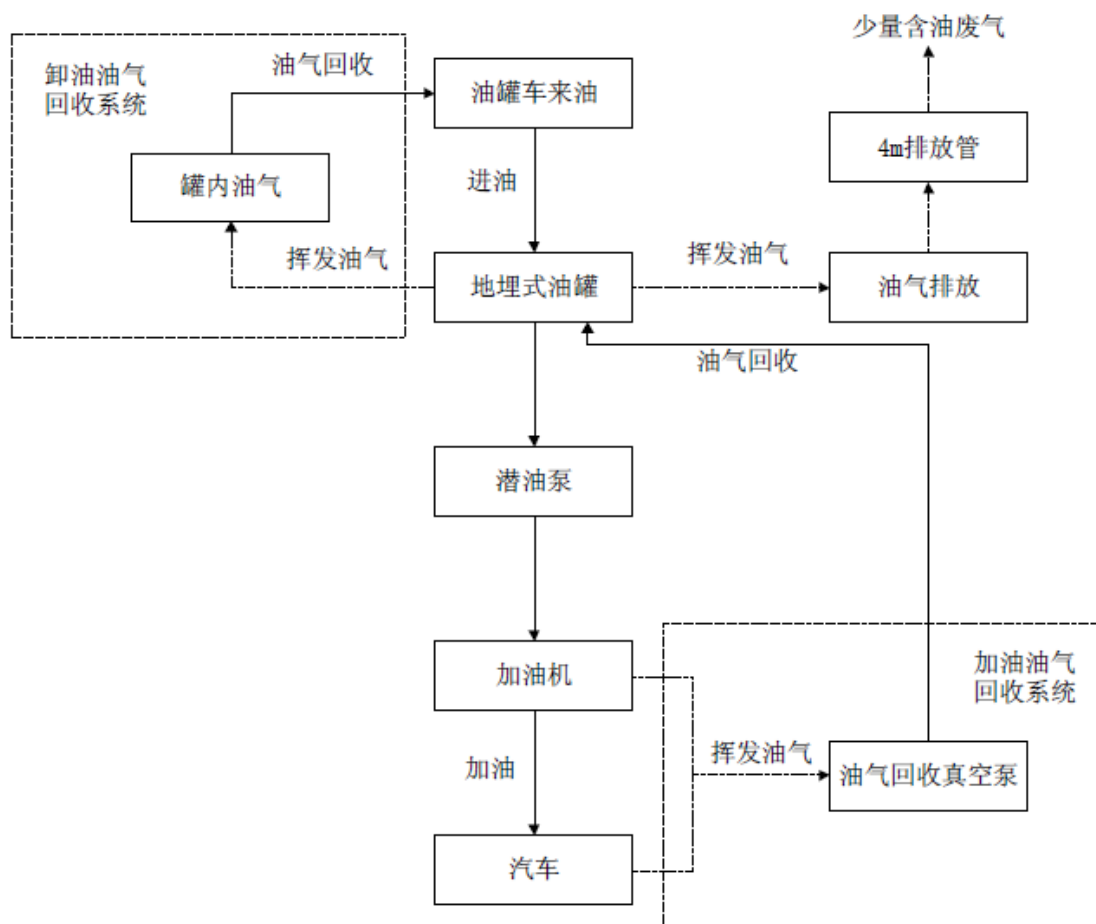 少量含油废气
卸油油气
回收系统
油气回收
油罐车来油
4m排放管
罐内油气
进油
挥发油气
地埋式油罐
挥发油气
油气排放
油气回收
潜油泵
加油机
加油油气
回收系统
加油
挥发油气
油气回收真空泵
汽车